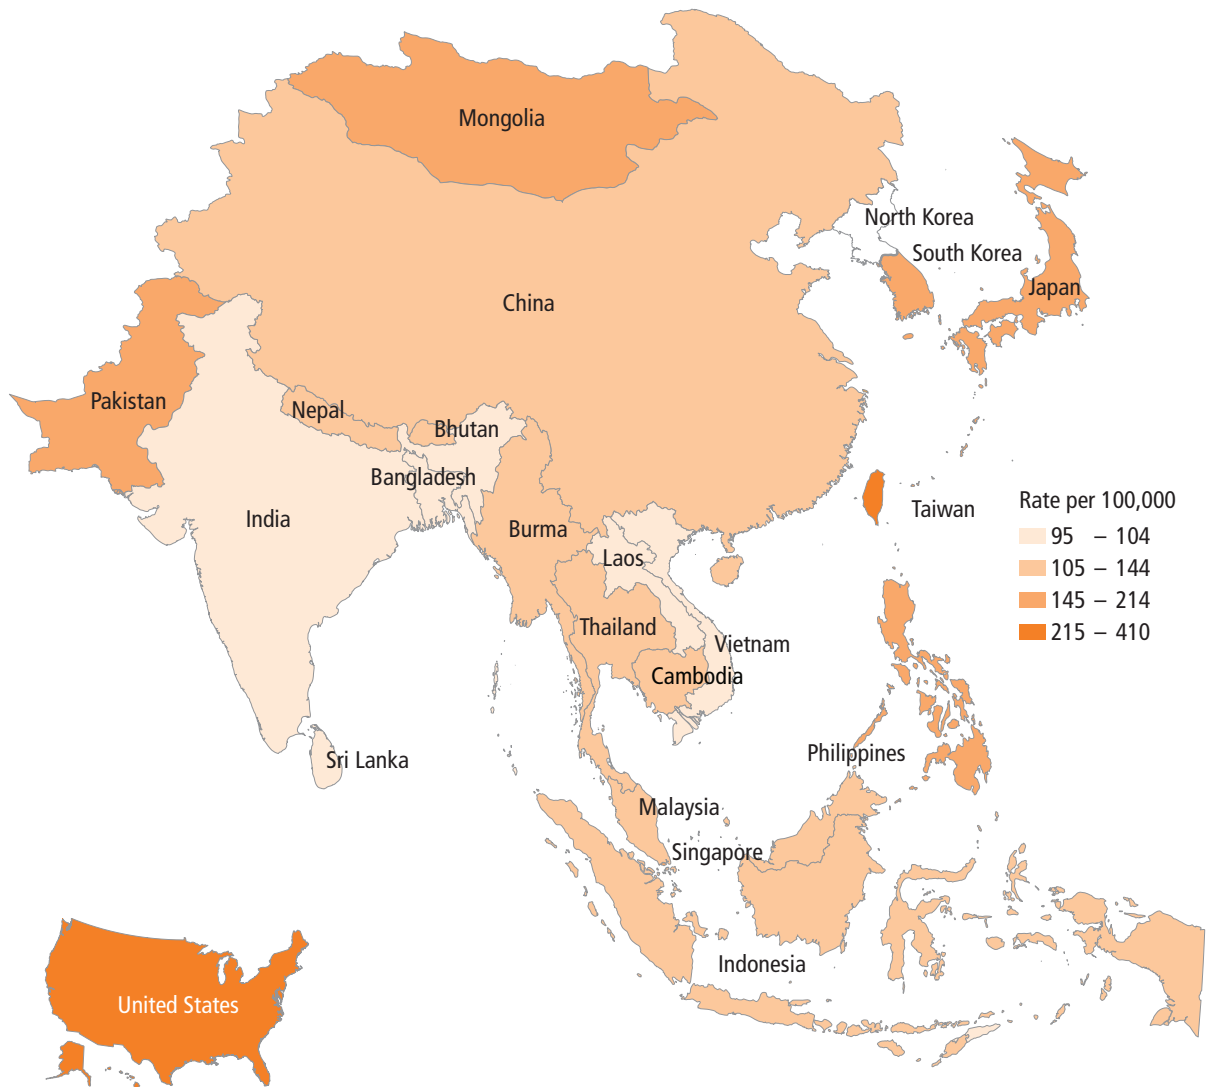 Mongolia
North Korea
South Korea
Japan
China
Pakistan
Nepal
Bhutan
Bangladesh
India
Burma
Taiwan
Rate per 100,000
95 – 104
105 – 144
145 – 214
215 – 410
Laos
Thailand
Vietnam
Cambodia
Sri Lanka
Philippines
Malaysia
Singapore
Indonesia
United States